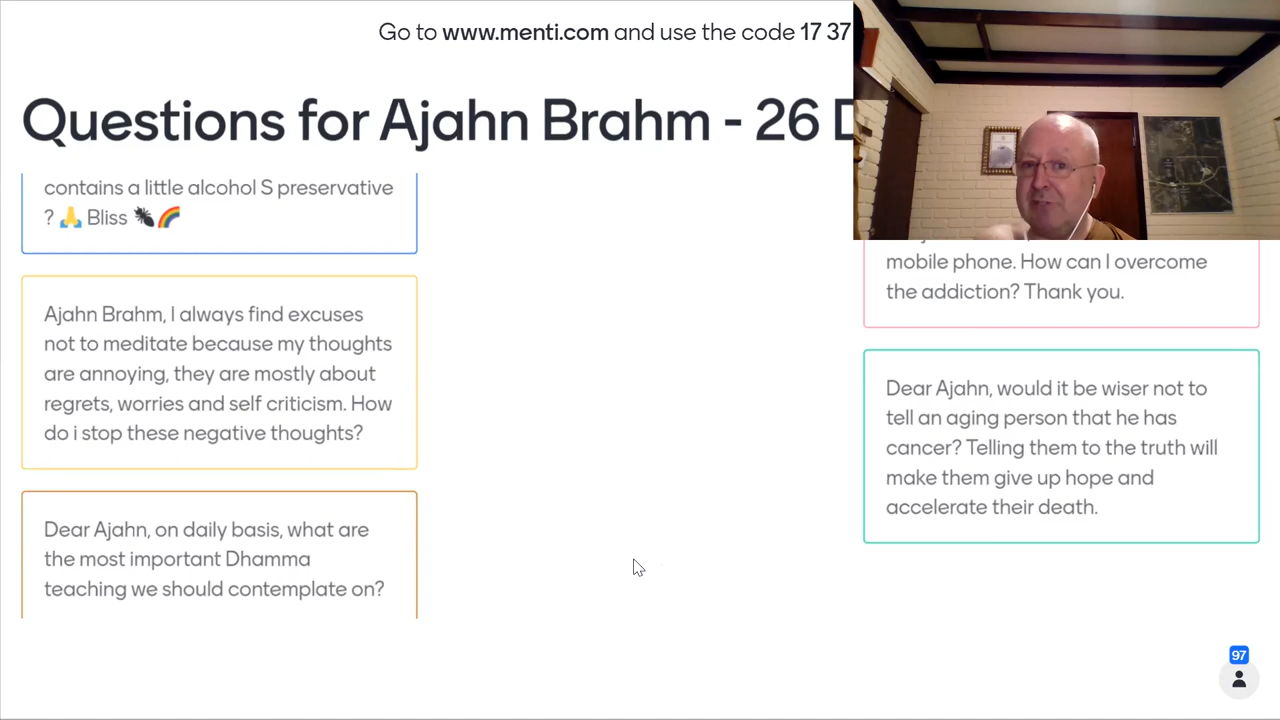 Go to www.menti.com and use the code 17 37
Questions for Ajahn Brahm - 26 D
contains a little alcohol S preservative
? 🙏 Bliss 🪲🌈
Ajahn Brahm, I always find excuses
not to meditate because my thoughts
are annoying, they are mostly about
regrets, worries and self criticism. How
do i stop these negative thoughts?
Dear Ajahn, on daily basis, what are
the most important Dhamma
teaching we should contemplate on?
mobile phone. How can I overcome
the addiction? Thank you.
Dear Ajahn, would it be wiser not to
tell an aging person that he has
cancer? Telling them to the truth will
make them give up hope and
accelerate their death.
97